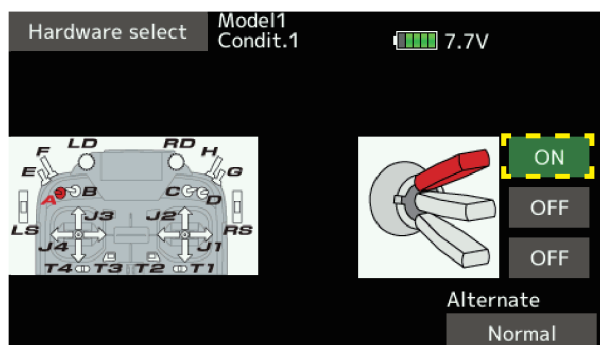 Hardware select
Model1
Condit.1
7.7V
F LD RD H
E G
A B C D
J3 J2
LS J4 J1 RS
T4 T3 T2 T1
ON
OFF
OFF
Alternate
Normal